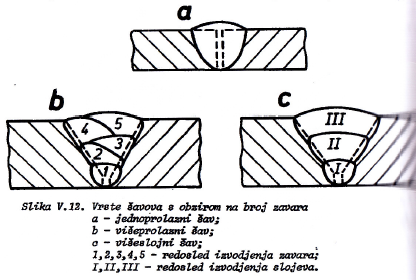 a
b
4
5
3
2
1
c
III
II
I
Slika V.12. Vrste šavova s obzirom na broj zavara
a - jednoprolazni šav;
b - višeprolazni šav;
c - višeslojni šav;
1,2,3,4,5 - redosled izvodjenja zavara;
I,II,III - redosled izvodjenja slojeva.